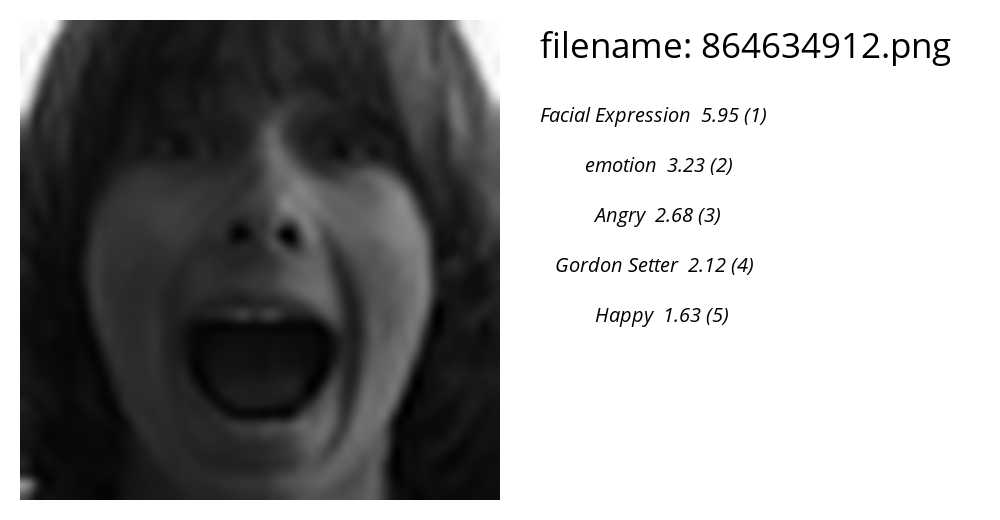 filename: 864634912.png
Facial Expression 5.95 (1)
emotion 3.23 (2)
Angry 2.68 (3)
Gordon Setter 2.12 (4)
Happy 1.63 (5)